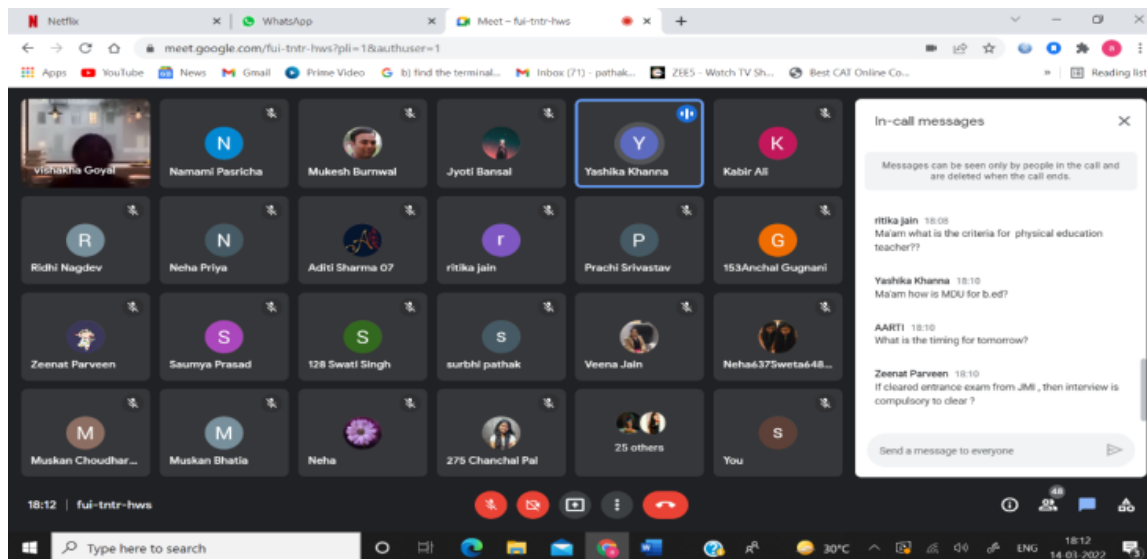 Netflix
WhatsApp
Meet – fui-tntr-hws
meet.google.com/fui-tntr-hws?pli=1&authuser=1
Apps YouTube News Gmail Prime Video b) find the terminal... Inbox (71) - pathak... ZEE5 - Watch TV Sh... Best CAT Online Co... » Reading list
vishakha Goyal
N
Namami Pasricha
Mukesh Burnwal
Jyoti Bansal
Y
Yashika Khanna
K
Kabir Ali
R
Ridhi Nagdev
N
Neha Priya
Aditi Sharma 07
r
ritika jain
P
Prachi Srivastav
G
153Anchal Gugnani
Zeenat Parveen
S
Saumya Prasad
S
128 Swati Singh
s
surbhi pathak
Veena Jain
Neha637Sweta648...
M
Muskan Choudhar...
M
Muskan Bhatia
Neha
275 Chanchal Pal
25 others
s
You
In-call messages
Messages can be seen only by people in the call and
are deleted when the call ends.
ritika jain 18:08
Ma'am what is the criteria for physical education
teacher??
Yashika Khanna 18:10
Ma'am how is MDU for b.ed?
AARTI 18:10
What is the timing for tomorrow?
Zeenat Parveen 18:10
If cleared entrance exam from JMI , then interview is
compulsory to clear ?
Send a message to everyone
18:12 | fui-tntr-hws
48
Type here to search
30°C
ENG
18:12
14-03-2022